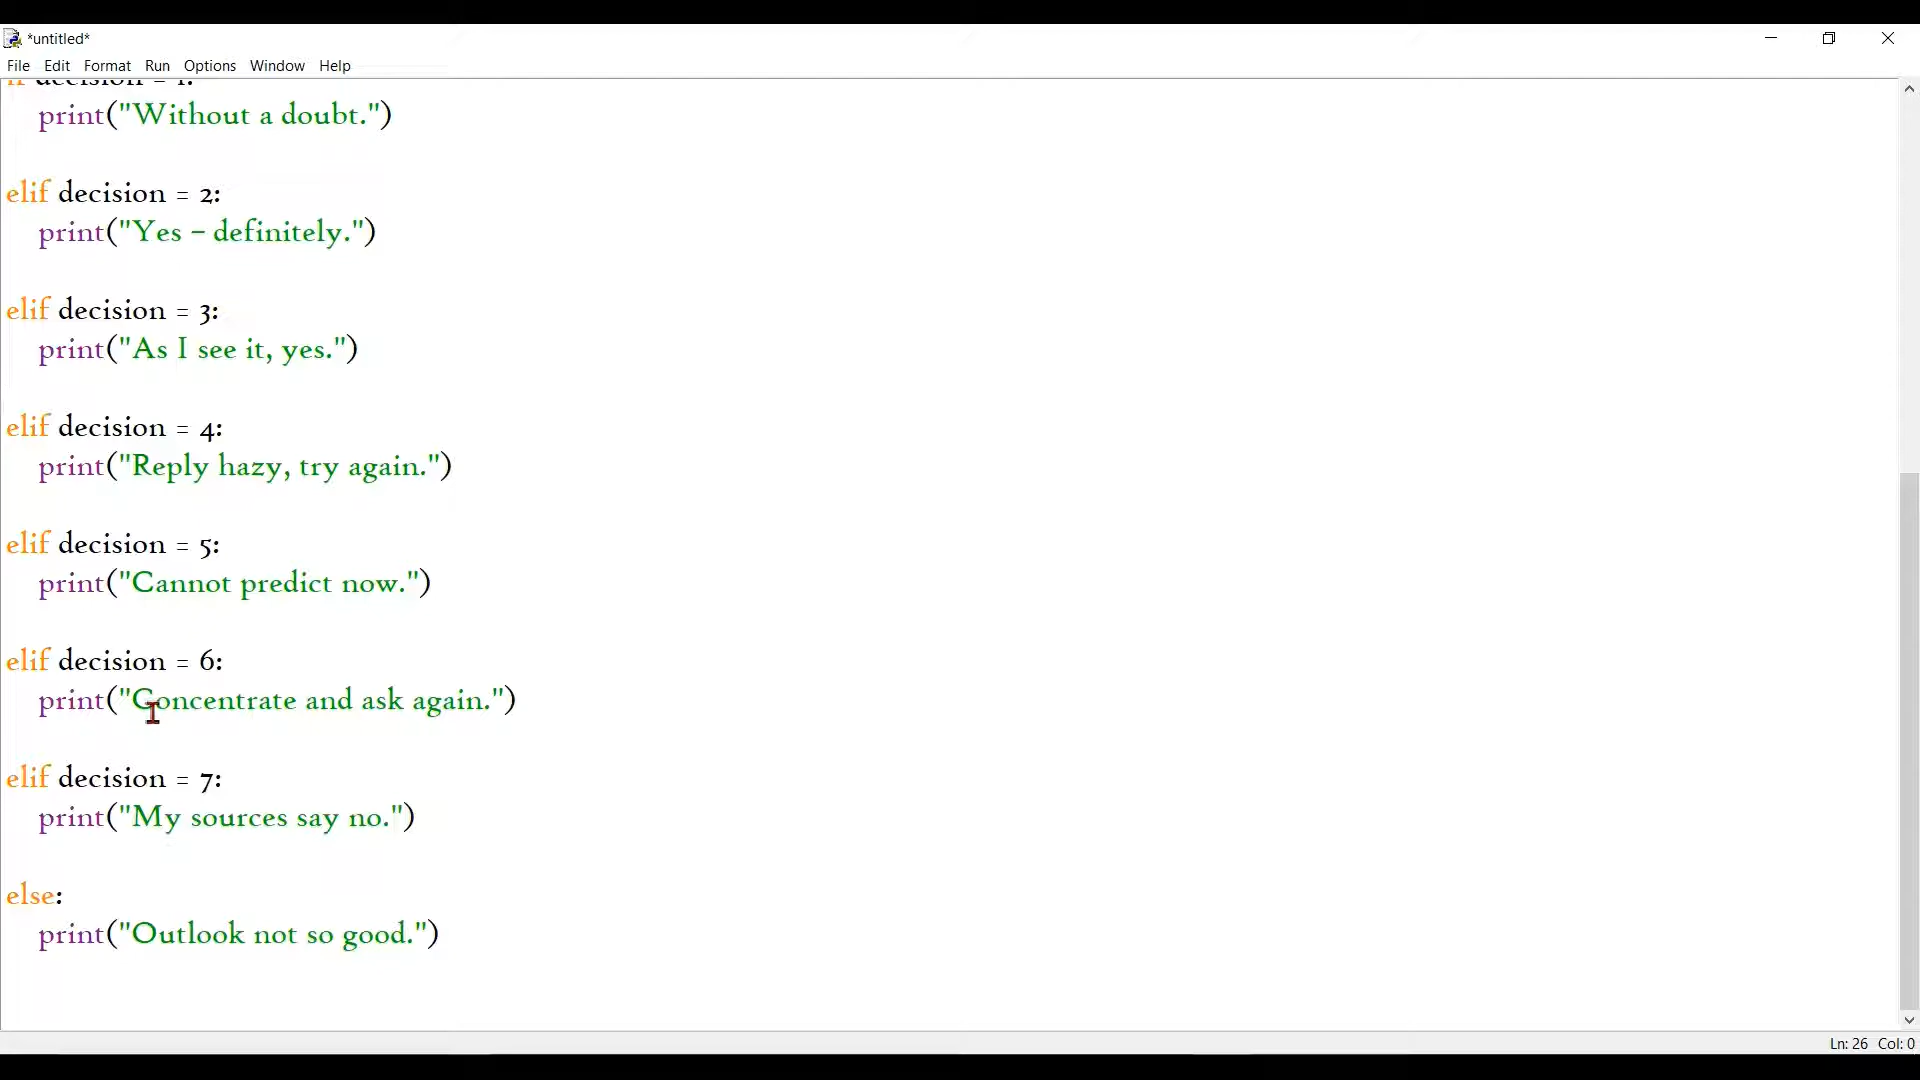 *untitled*
File Edit Format Run Options Window Help
if decision = 1:
print("Without a doubt.")
elif decision = 2:
print("Yes - definitely.")
elif decision = 3:
print("As I see it, yes.")
elif decision = 4:
print("Reply hazy, try again.")
elif decision = 5:
print("Cannot predict now.")
elif decision = 6:
print("Concentrate and ask again.")
elif decision = 7:
print("My sources say no.")
else:
print("Outlook not so good.")
Ln: 26 Col: 0